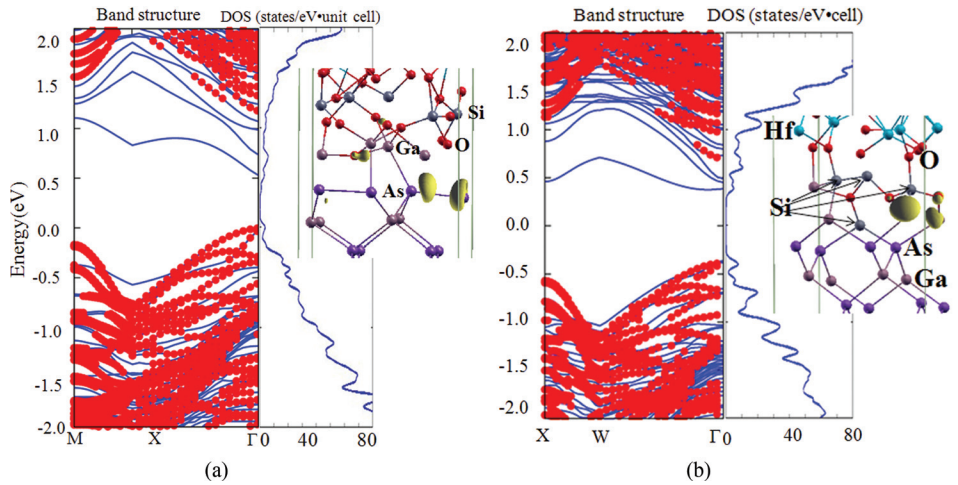 Band structure DOS (states/eV•unit cell)
2.0
1.5
1.0
0.5
0.0
-0.5
-1.0
-1.5
-2.0
Energy(eV)
M X Γ 0 40 80
Si
O
Ga
As
(a)
Band structure DOS (states/eV•cell)
2.0
1.5
1.0
0.5
0.0
-0.5
-1.0
-1.5
-2.0
X W Γ 0 40 80
Hf
O
Si
As
Ga
(b)